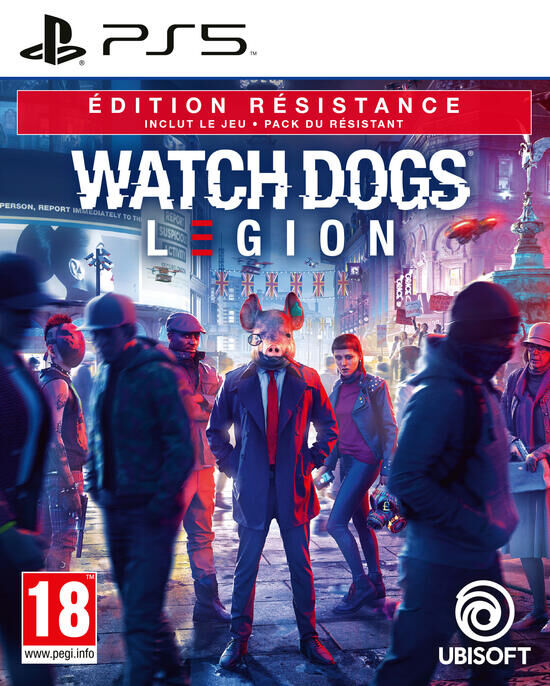 PS5
ÉDITION RÉSISTANCE
INCLUT LE JEU • PACK DU RÉSISTANT
WATCH DOGS®
LEGION
PERSON, REPORT IMMEDIATELY TO TH
REPORT
SUSPICIOUS
ACTIVITY
18
www.pegi.info
UBISOFT